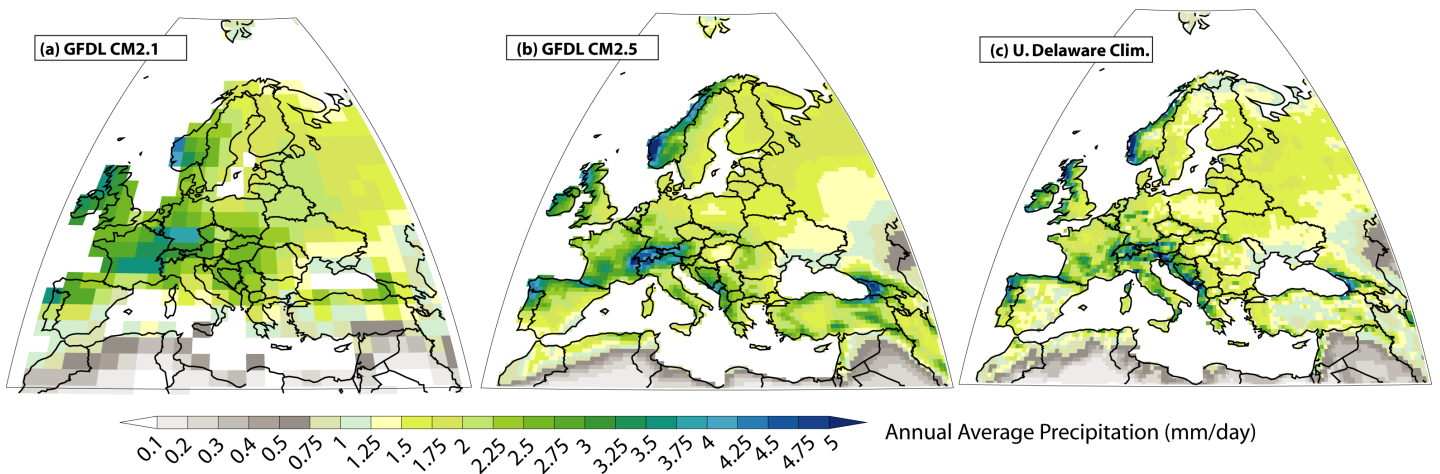 (a) GFDL CM2.1
(b) GFDL CM2.5
(c) U. Delaware Clim.
0.1 0.2 0.3 0.4 0.5 0.75 1 1.25 1.5 1.75 2 2.25 2.5 2.75 3 3.25 3.5 3.75 4 4.25 4.5 4.75 5
Annual Average Precipitation (mm/day)